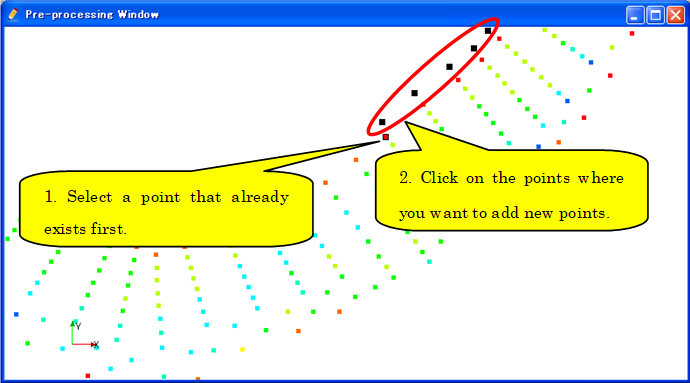 Pre-processing Window
1. Select a point that already
exists first.
2. Click on the points where
you want to add new points.
Y
X